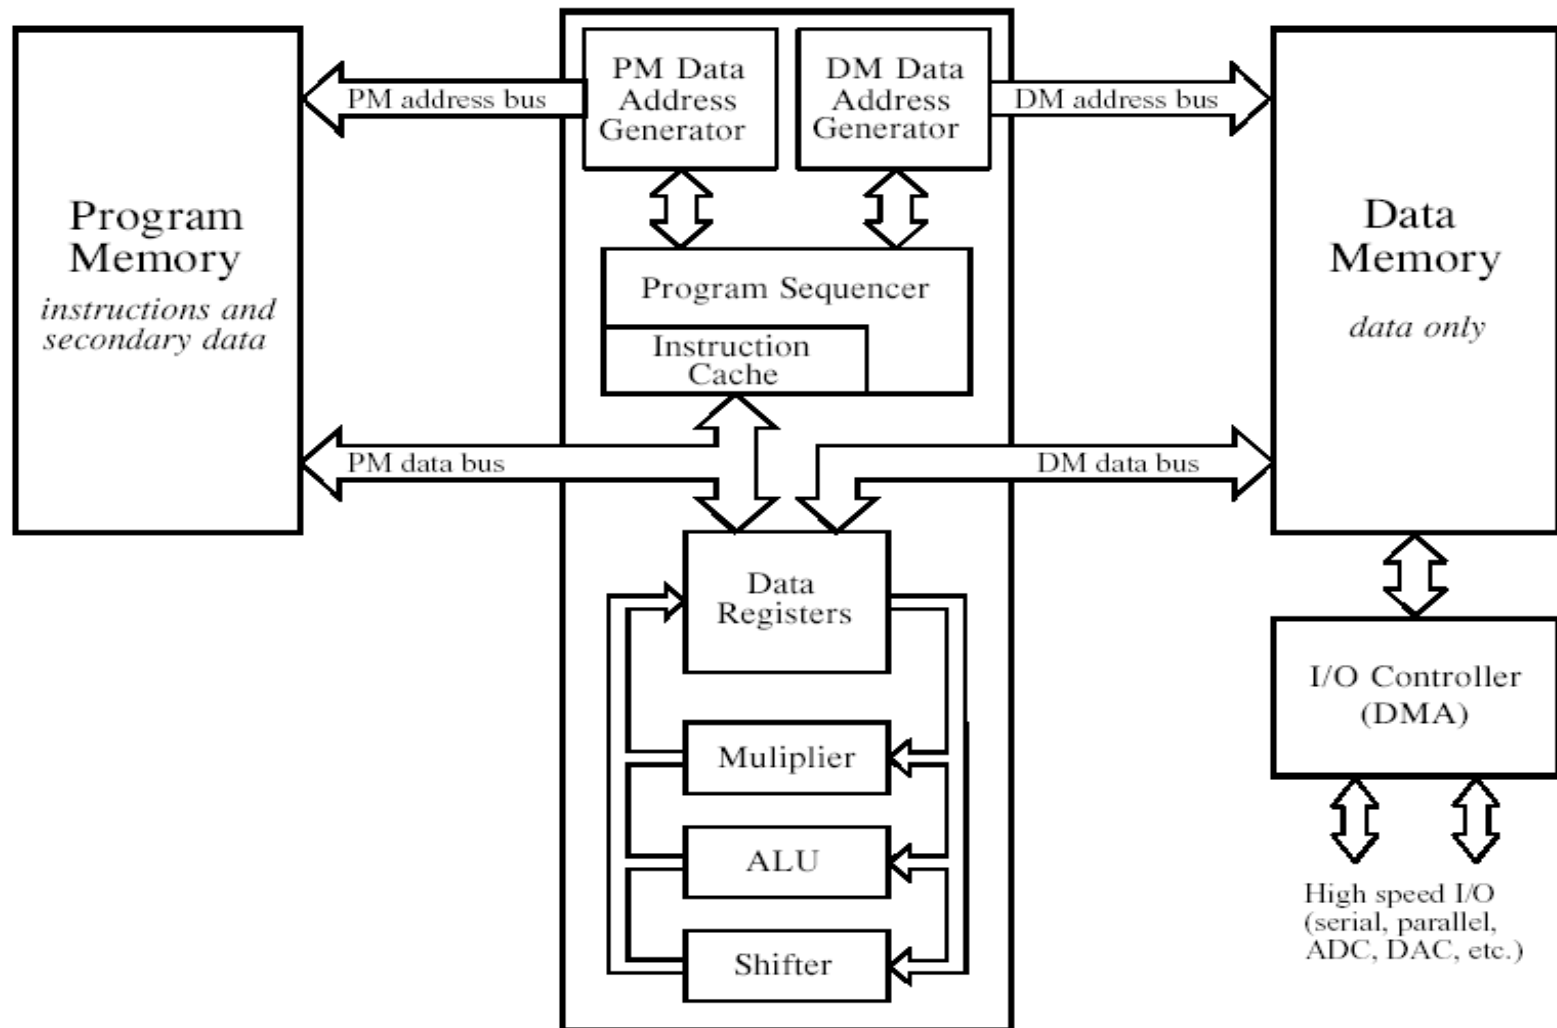 Program
Memory
instructions and
secondary data
PM address bus
PM data bus
PM Data
Address
Generator
DM Data
Address
Generator
Program Sequencer
Instruction
Cache
Data
Registers
Muliplier
ALU
Shifter
DM address bus
DM data bus
Data
Memory
data only
I/O Controller
(DMA)
High speed I/O
(serial, parallel,
ADC, DAC, etc.)